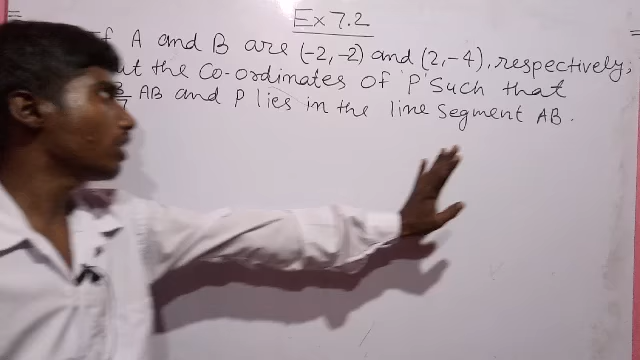 Ex 7.2
If A and B are (-2,-2) and (2,-4), respectively,
the Co-ordinates of 'P' Such that
AB and P lies in the line segment AB.